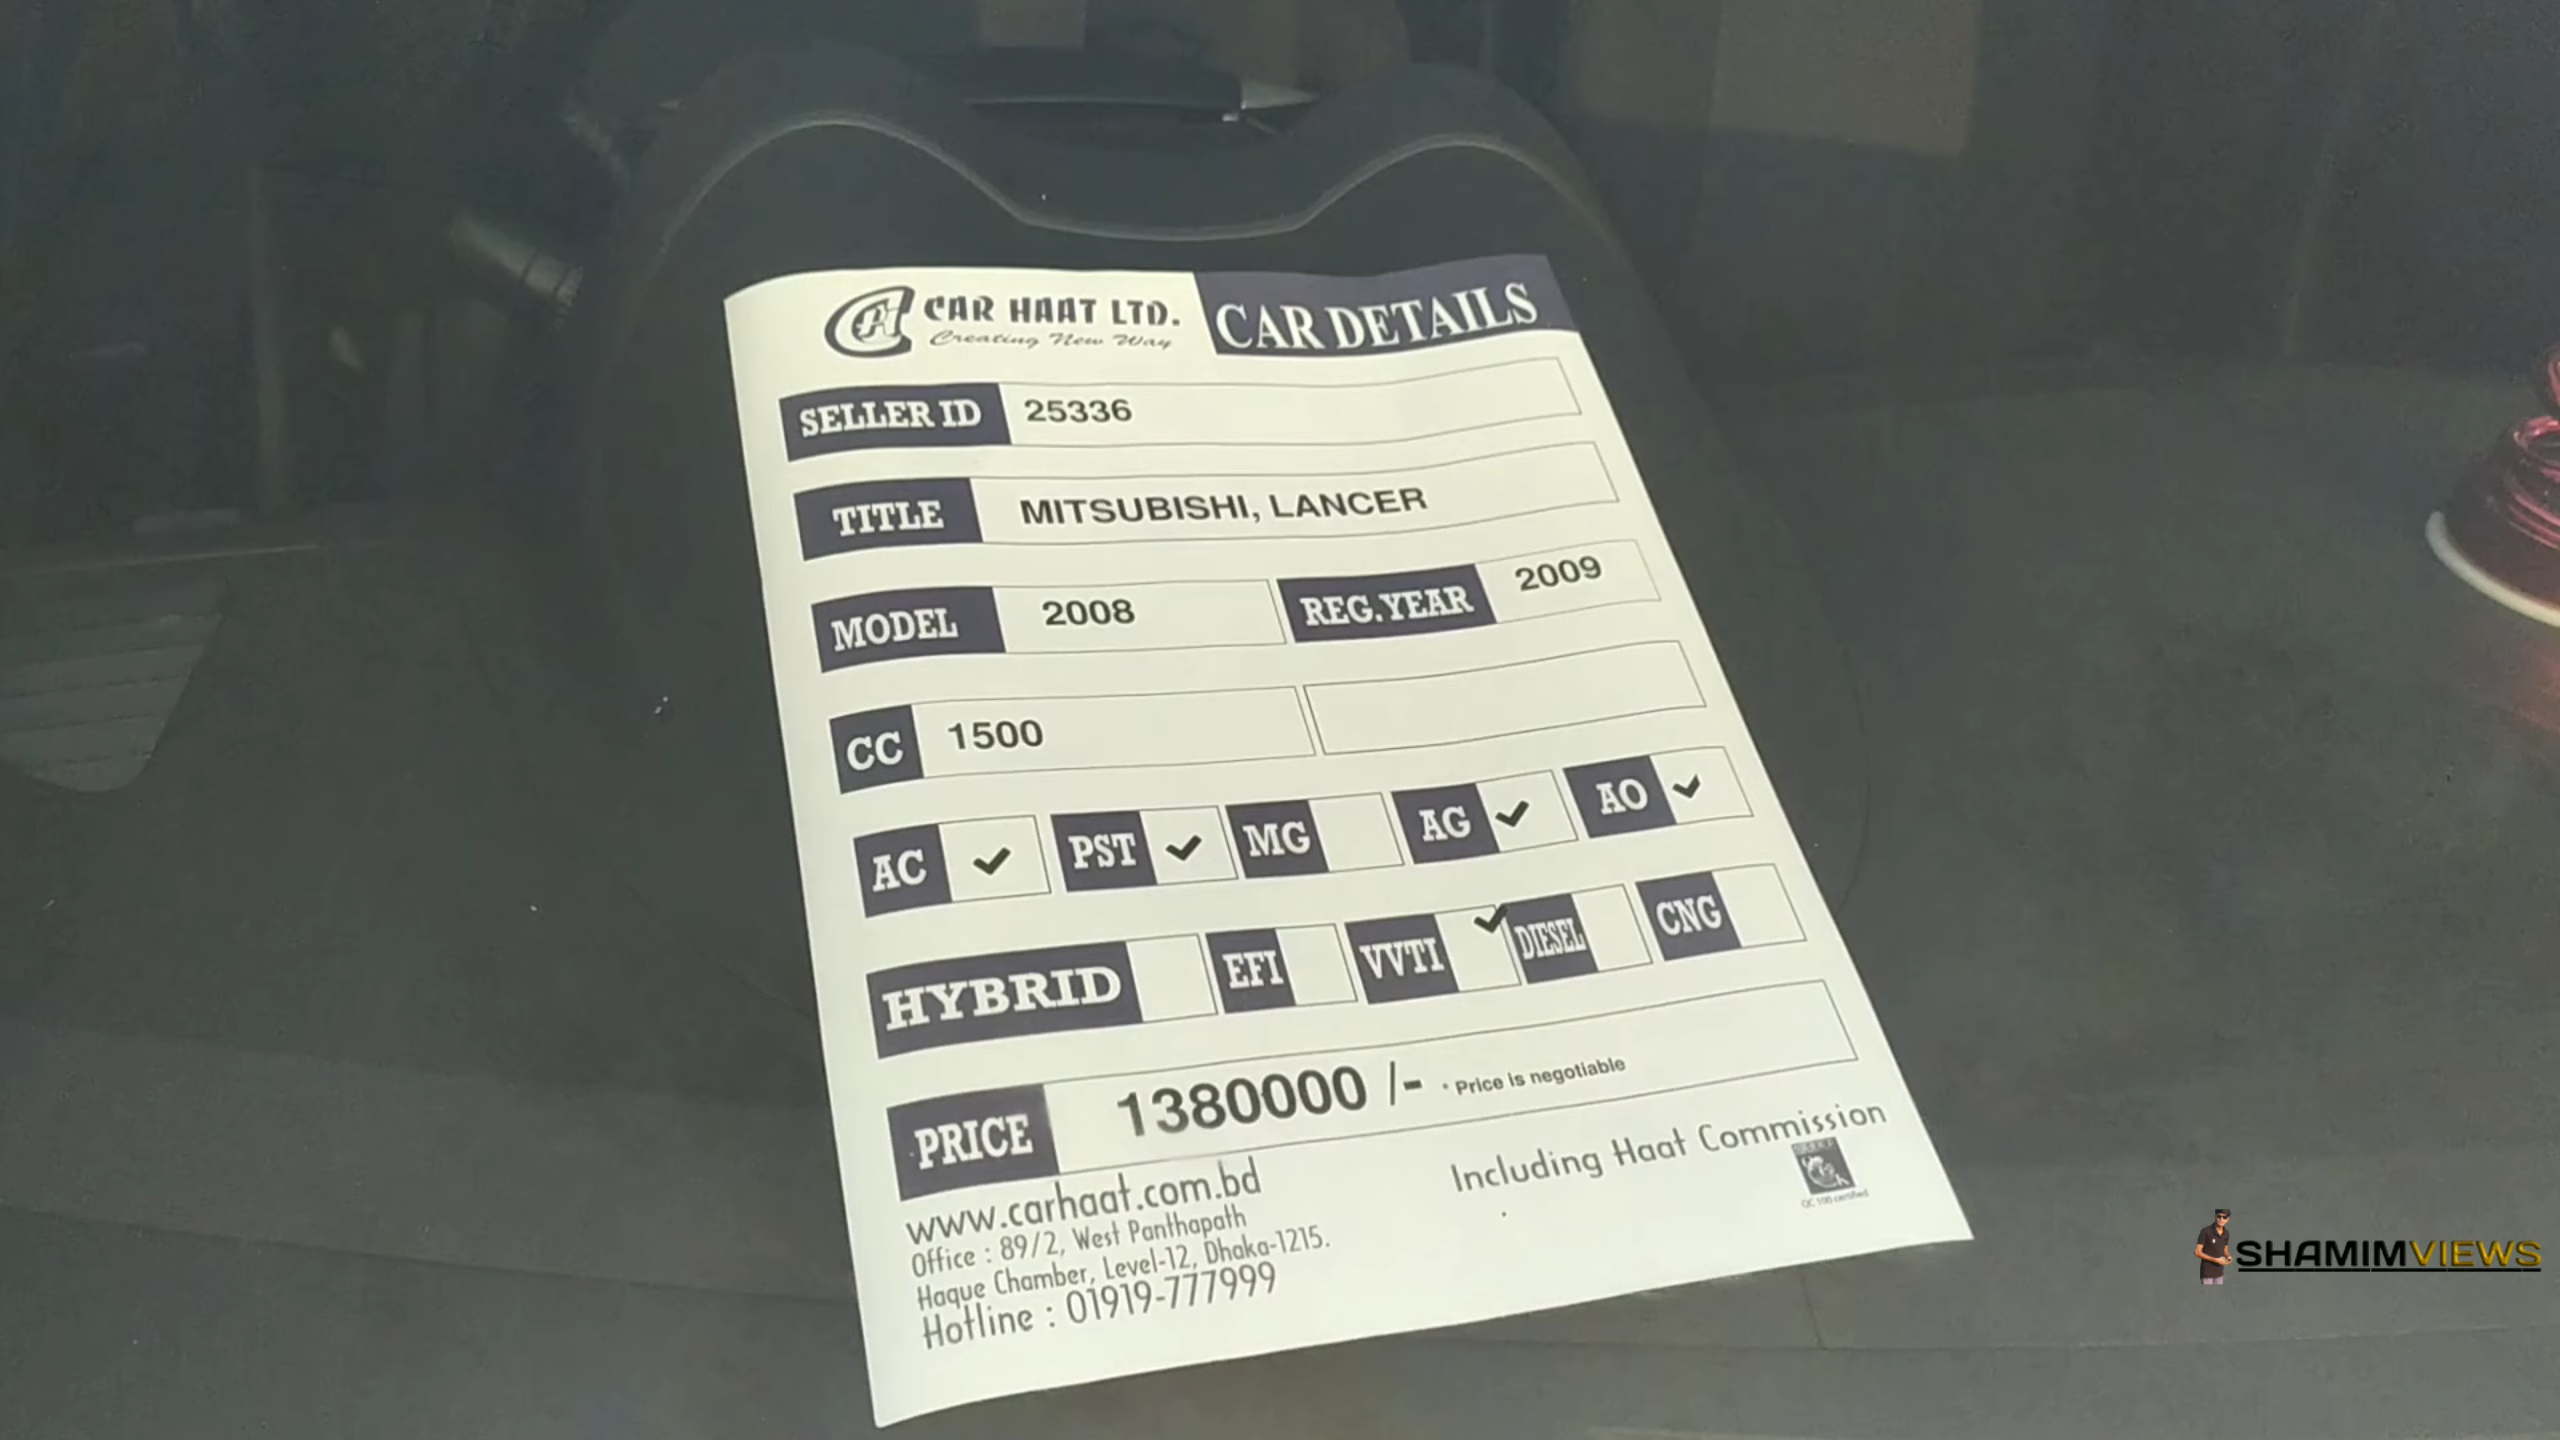 CAR HAAT LTD. CAR DETAILS
Creating New Way
SELLER ID 25336
TITLE MITSUBISHI, LANCER
MODEL 2008 REG.YEAR 2009
CC 1500
AC ✓ PST ✓ MG AG ✓ AO ✓
HYBRID EFI VVTI ✓ DIESEL CNG
PRICE 1380000 /- * Price is negotiable
Including Haat Commission
www.carhaat.com.bd
Office : 89/2, West Panthapath
Haque Chamber, Level-12, Dhaka-1215.
Hotline : 01919-777999
QC 100 certified
SHAMIMVIEWS